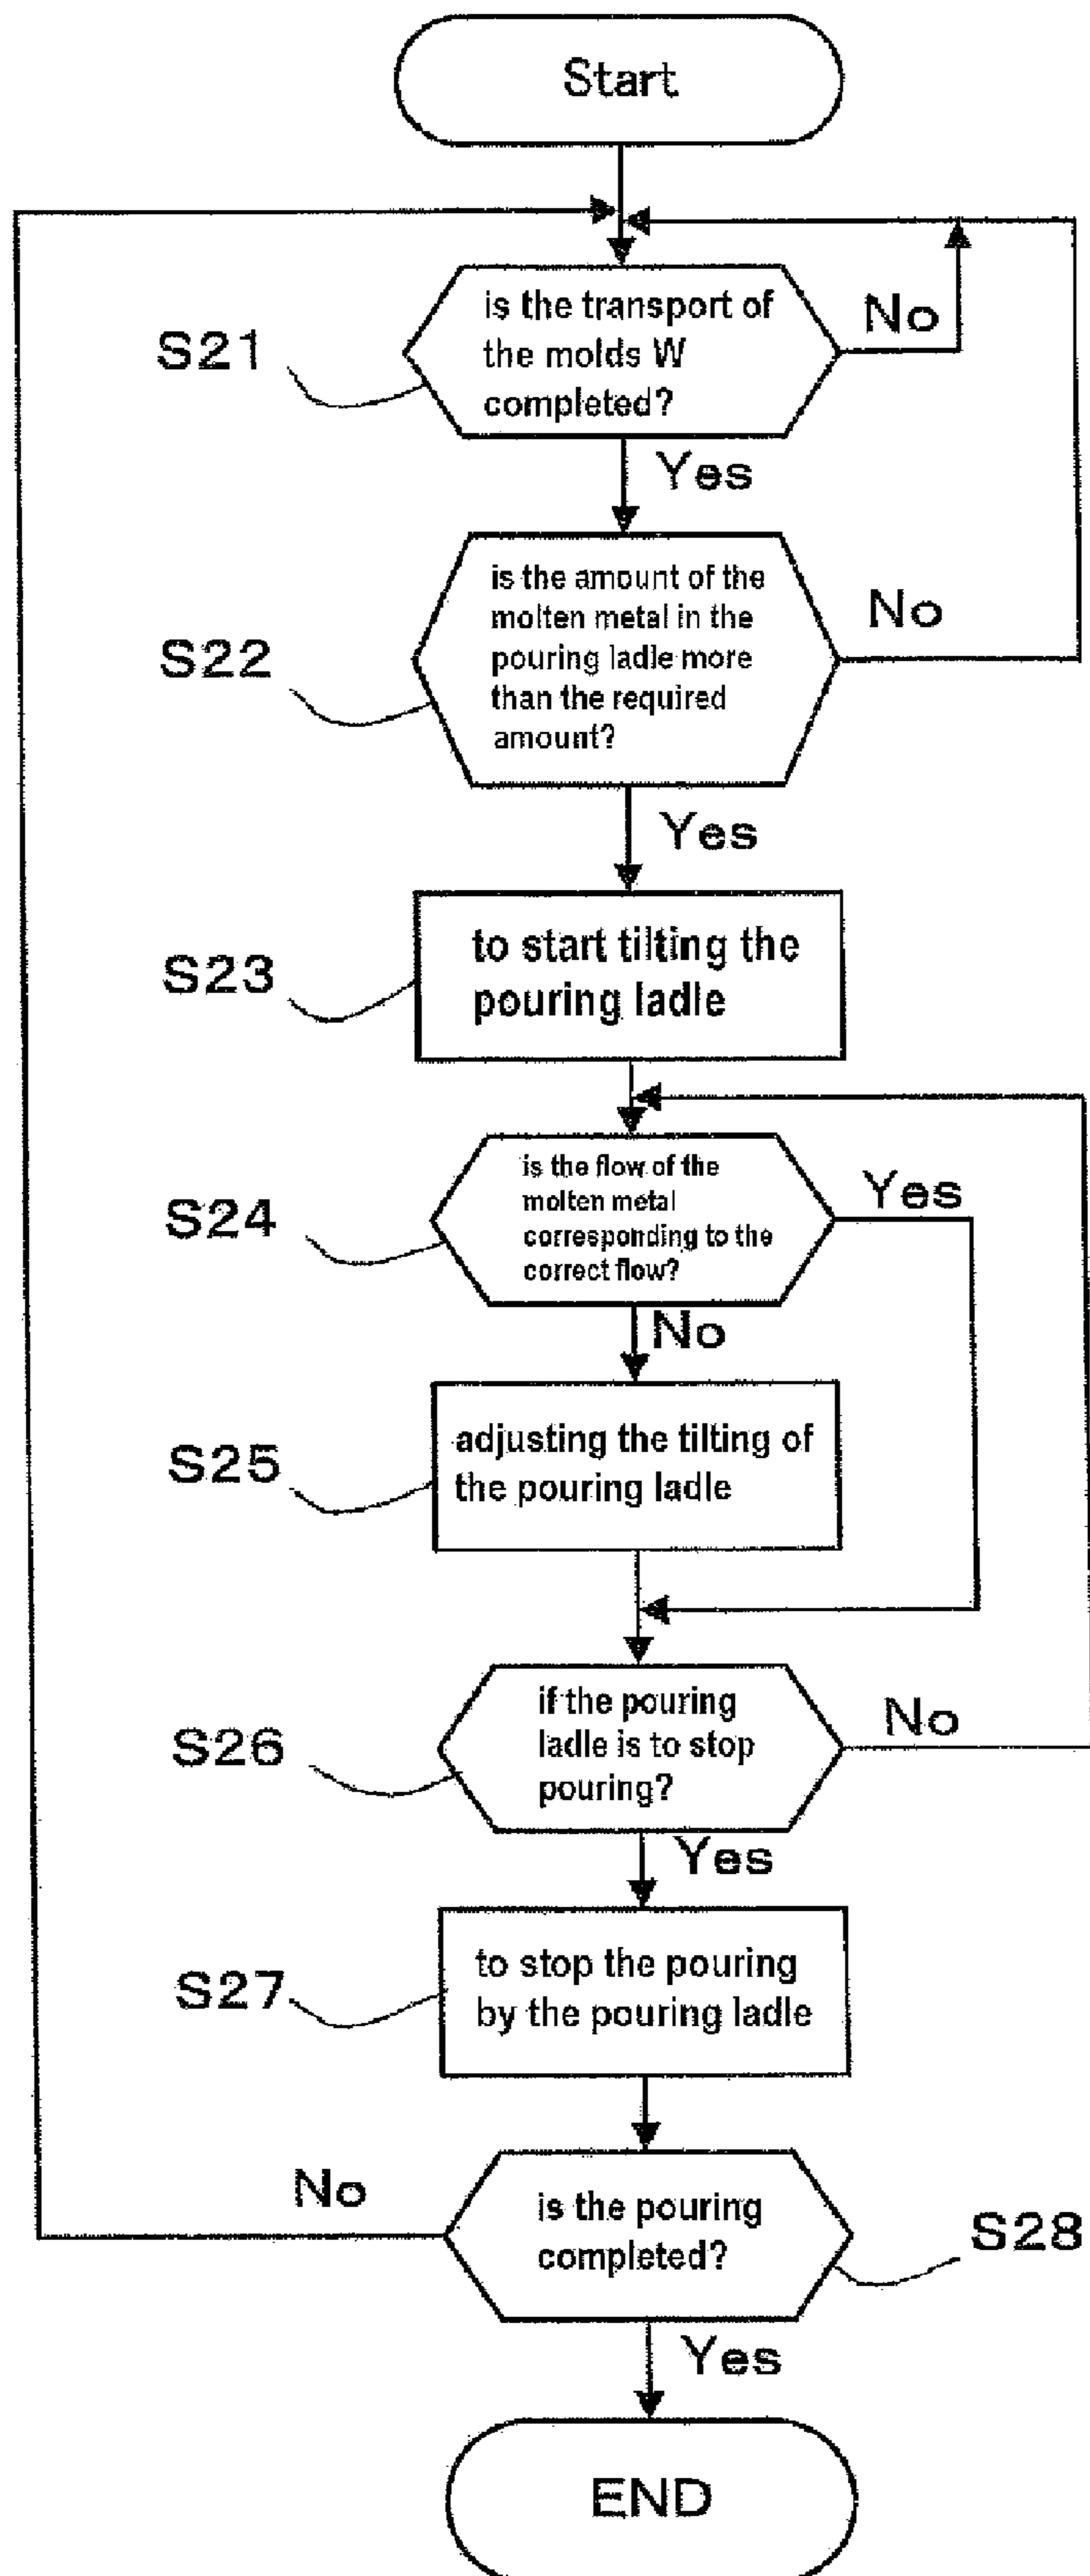 Start
is the transport of
the molds W
completed?
No
S21
Yes
is the amount of the
molten metal in the
pouring ladle more
than the required
amount?
No
S22
Yes
to start tilting the
pouring ladle
S23
is the flow of the
molten metal
corresponding to the
correct flow?
Yes
S24
No
adjusting the tilting of
the pouring ladle
S25
if the pouring
ladle is to stop
pouring?
No
S26
Yes
to stop the pouring
by the pouring ladle
S27
No
is the pouring
completed?
S28
Yes
END